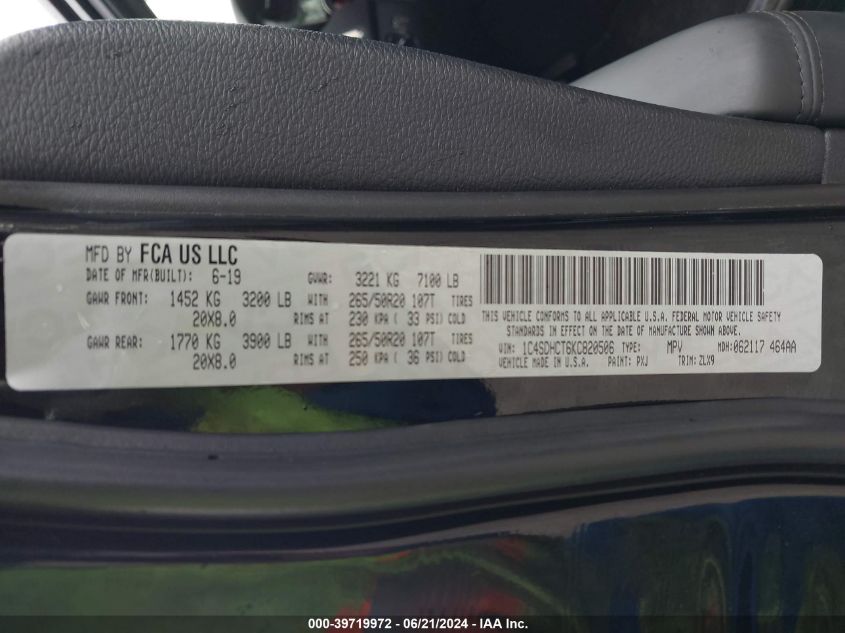 MFD BY FCA US LLC
DATE OF MFR(BUILT): 6-19 GVWR: 3221 KG 7100 LB
GAWR FRONT: 1452 KG 3200 LB WITH 265/50R20 107T TIRES
20X8.0 RIMS AT 230 KPA ( 33 PSI) COLD
GAWR REAR: 1770 KG 3900 LB WITH 265/50R20 107T TIRES
20X8.0 RIMS AT 250 KPA ( 36 PSI) COLD
THIS VEHICLE CONFORMS TO ALL APPLICABLE U.S.A. FEDERAL MOTOR VEHICLE SAFETY
STANDARDS IN EFFECT ON THE DATE OF MANUFACTURE SHOWN ABOVE.
VIN: 1C4SDHCT6KC820506 TYPE: MPV MDH:062117 464AA
VEHICLE MADE IN U.S.A. PAINT: PXJ TRIM: ZLX9
000-39719972 - 06/21/2024 - IAA Inc.